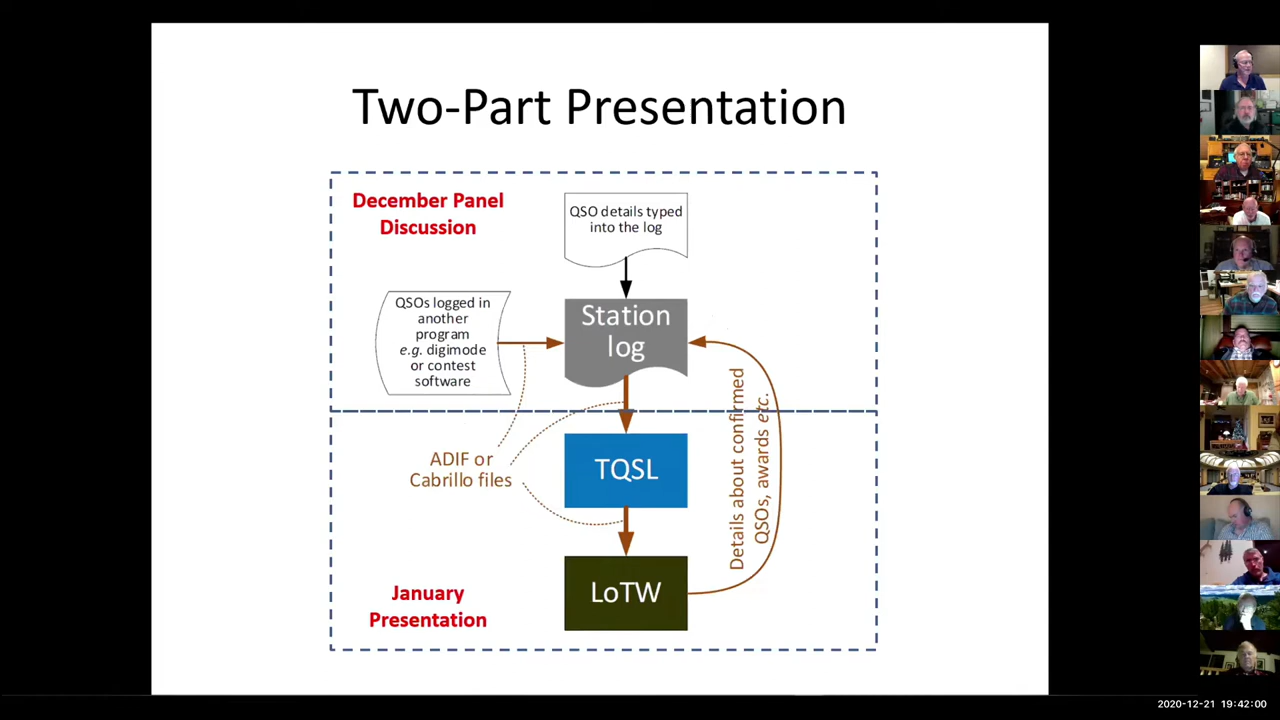 Two-Part Presentation
December Panel
Discussion
QSO details typed
into the log
QSOs logged in
another
program
e.g. digimode
or contest
software
Station
log
ADIF or
Cabrillo files
TQSL
Details about confirmed
QSOs, awards etc.
LoTW
January
Presentation
2020-12-21 19:42:00